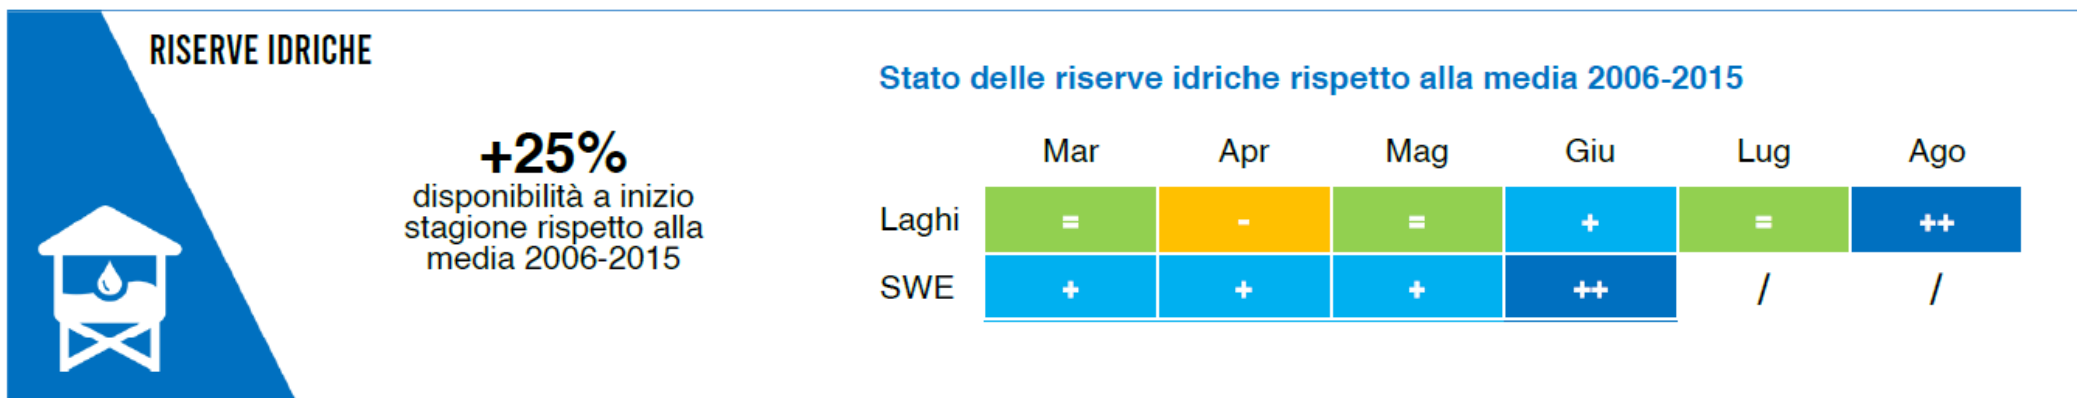 RISERVE IDRICHE
+25%
disponibilità a inizio
stagione rispetto alla
media 2006-2015
Stato delle riserve idriche rispetto alla media 2006-2015
Mar Apr Mag Giu Lug Ago
Laghi = - = + = ++
SWE + + + ++ / /